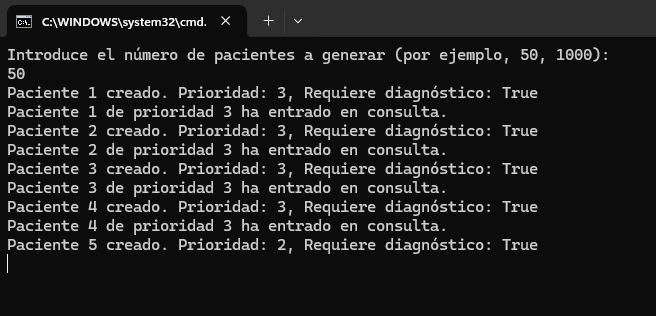 C:\WINDOWS\system32\cmd.
Introduce el número de pacientes a generar (por ejemplo, 50, 1000):
50
Paciente 1 creado. Prioridad: 3, Requiere diagnóstico: True
Paciente 1 de prioridad 3 ha entrado en consulta.
Paciente 2 creado. Prioridad: 3, Requiere diagnóstico: True
Paciente 2 de prioridad 3 ha entrado en consulta.
Paciente 3 creado. Prioridad: 3, Requiere diagnóstico: True
Paciente 3 de prioridad 3 ha entrado en consulta.
Paciente 4 creado. Prioridad: 3, Requiere diagnóstico: True
Paciente 4 de prioridad 3 ha entrado en consulta.
Paciente 5 creado. Prioridad: 2, Requiere diagnóstico: True